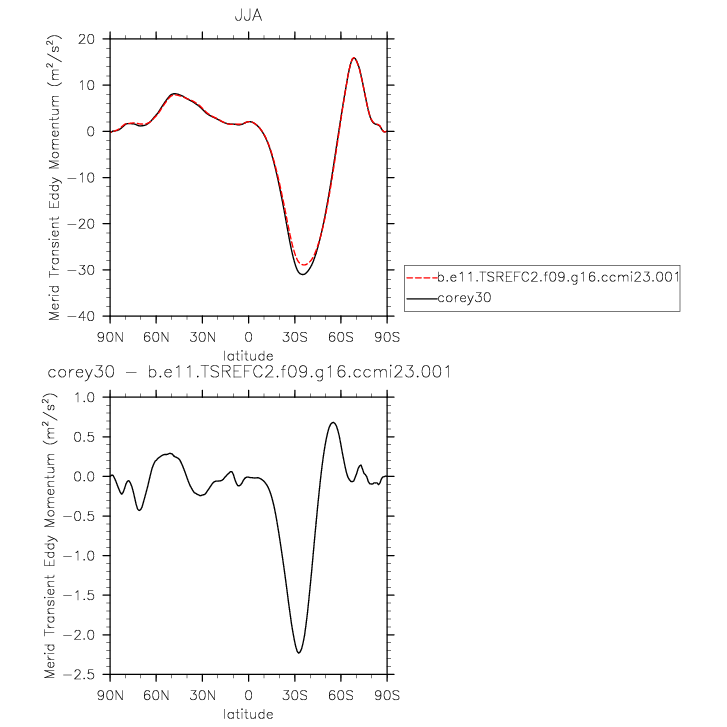 JJA
Merid Transient Eddy Momentum (m²/s²)
20
10
0
−10
−20
−30
−40
90N 60N 30N 0 30S 60S 90S
latitude
b.e11.TSREFC2.f09.g16.ccmi23.001
corey30
corey30 − b.e11.TSREFC2.f09.g16.ccmi23.001
Merid Transient Eddy Momentum (m²/s²)
1.0
0.5
0.0
−0.5
−1.0
−1.5
−2.0
−2.5
90N 60N 30N 0 30S 60S 90S
latitude